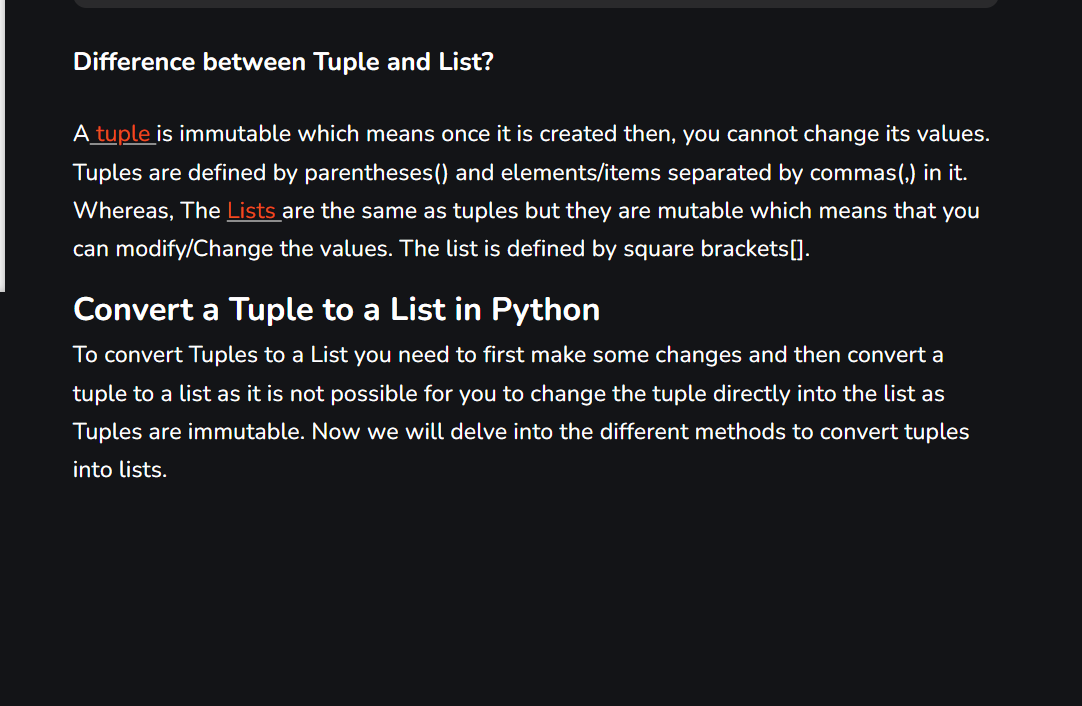 Difference between Tuple and List?
A tuple is immutable which means once it is created then, you cannot change its values.
Tuples are defined by parentheses() and elements/items separated by commas(,) in it.
Whereas, The Lists are the same as tuples but they are mutable which means that you
can modify/Change the values. The list is defined by square brackets[].
Convert a Tuple to a List in Python
To convert Tuples to a List you need to first make some changes and then convert a
tuple to a list as it is not possible for you to change the tuple directly into the list as
Tuples are immutable. Now we will delve into the different methods to convert tuples
into lists.